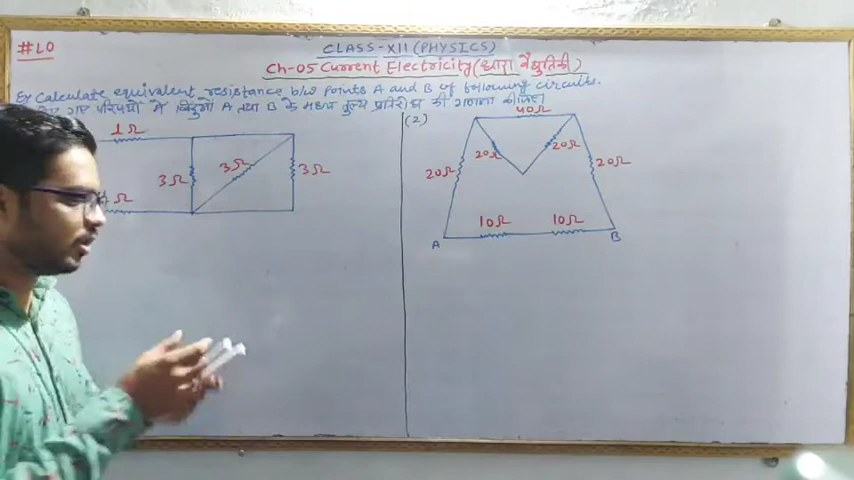 #L0
CLASS-XII (PHYSICS)
Ch-05 Current Electricity (धारा वैद्युतिकी)
Ex Calculate equivalent resistance b/w Points A and B of following circuits.
परिपथों में बिन्दुओं A तथा B के मध्य तुल्य प्रतिरोध की गणना कीजिए।
1Ω
3Ω
3Ω
3Ω
Ω
(2)
40Ω
20Ω
20Ω
20Ω
20Ω
10Ω
10Ω
A
B